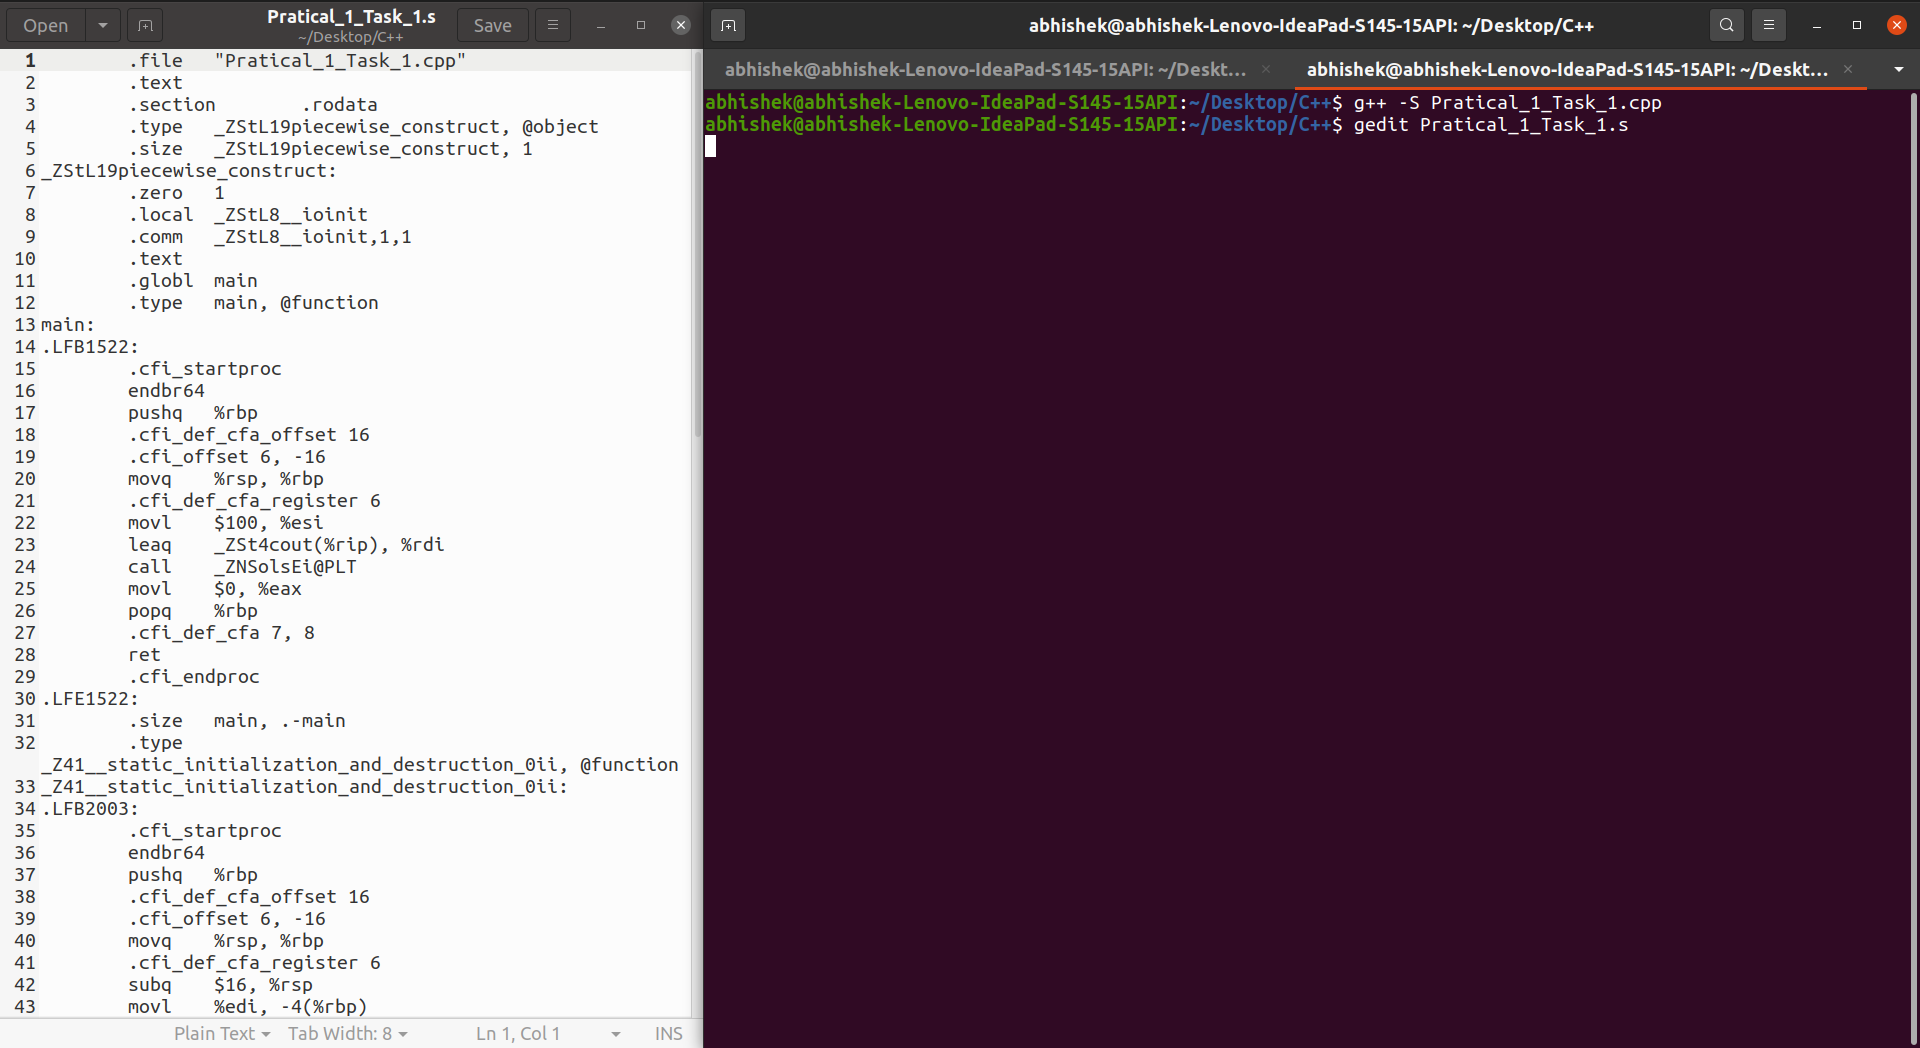 Open
Pratical_1_Task_1.s
~/Desktop/C++
Save
1 .file "Pratical_1_Task_1.cpp"
2 .text
3 .section .rodata
4 .type _ZStL19piecewise_construct, @object
5 .size _ZStL19piecewise_construct, 1
6 _ZStL19piecewise_construct:
7 .zero 1
8 .local _ZStL8__ioinit
9 .comm _ZStL8__ioinit,1,1
10 .text
11 .globl main
12 .type main, @function
13 main:
14 .LFB1522:
15 .cfi_startproc
16 endbr64
17 pushq %rbp
18 .cfi_def_cfa_offset 16
19 .cfi_offset 6, -16
20 movq %rsp, %rbp
21 .cfi_def_cfa_register 6
22 movl $100, %esi
23 leaq _ZSt4cout(%rip), %rdi
24 call _ZNSolsEi@PLT
25 movl $0, %eax
26 popq %rbp
27 .cfi_def_cfa 7, 8
28 ret
29 .cfi_endproc
30 .LFE1522:
31 .size main, .-main
32 .type
_Z41__static_initialization_and_destruction_0ii, @function
33 _Z41__static_initialization_and_destruction_0ii:
34 .LFB2003:
35 .cfi_startproc
36 endbr64
37 pushq %rbp
38 .cfi_def_cfa_offset 16
39 .cfi_offset 6, -16
40 movq %rsp, %rbp
41 .cfi_def_cfa_register 6
42 subq $16, %rsp
43 movl %edi, -4(%rbp)
Plain Text Tab Width: 8 Ln 1, Col 1 INS
abhishek@abhishek-Lenovo-IdeaPad-S145-15API: ~/Desktop/C++
abhishek@abhishek-Lenovo-IdeaPad-S145-15API: ~/Deskt... abhishek@abhishek-Lenovo-IdeaPad-S145-15API: ~/Deskt...
abhishek@abhishek-Lenovo-IdeaPad-S145-15API:~/Desktop/C++$ g++ -S Pratical_1_Task_1.cpp
abhishek@abhishek-Lenovo-IdeaPad-S145-15API:~/Desktop/C++$ gedit Pratical_1_Task_1.s